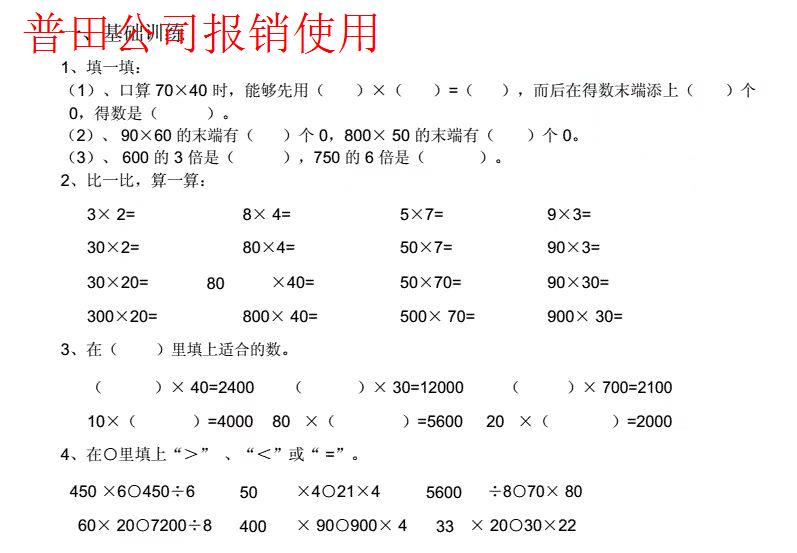 普田公司报销使用
一、基础训练
1、填一填：
（1）、口算 70×40 时，能够先用（ ）×（ ）=（ ），而后在得数末端添上（ ）个
0，得数是（ ）。
（2）、 90×60 的末端有（ ）个 0，800× 50 的末端有（ ）个 0。
（3）、 600 的 3 倍是（ ），750 的 6 倍是（ ）。
2、比一比，算一算：
3× 2= 8× 4= 5×7= 9×3=
30×2= 80×4= 50×7= 90×3=
30×20= 80 ×40= 50×70= 90×30=
300×20= 800× 40= 500× 70= 900× 30=
3、在（ ）里填上适合的数。
（ ）× 40=2400 （ ）× 30=12000 （ ）× 700=2100
10×（ ）=4000 80 ×（ ）=5600 20 ×（ ）=2000
4、在○里填上“＞” 、“＜”或“ =”。
450 ×6○450÷6 50 ×4○21×4 5600 ÷8○70× 80
60× 20○7200÷8 400 × 90○900× 4 33 × 20○30×22